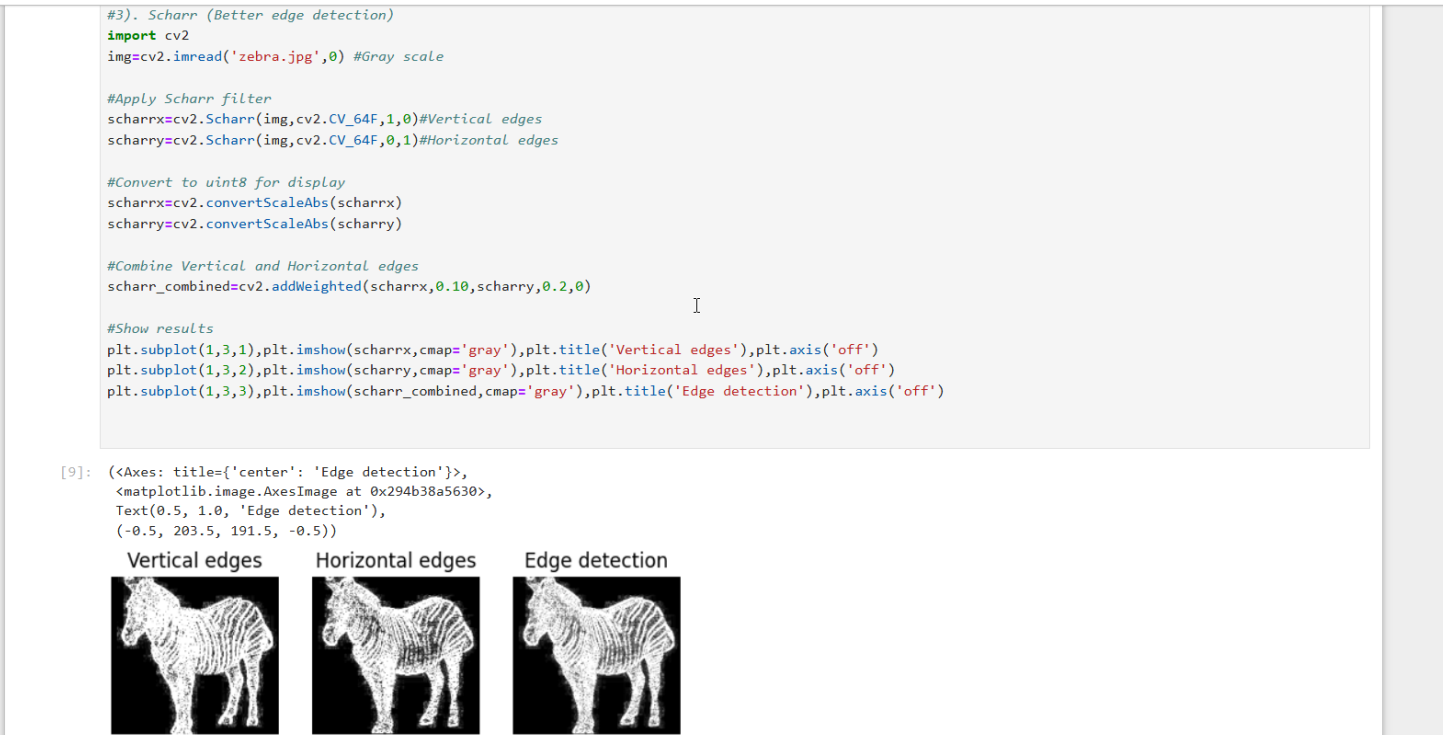 #3). Scharr (Better edge detection)
import cv2
img=cv2.imread('zebra.jpg',0) #Gray scale
#Apply Scharr filter
scharrx=cv2.Scharr(img,cv2.CV_64F,1,0)#Vertical edges
scharry=cv2.Scharr(img,cv2.CV_64F,0,1)#Horizontal edges
#Convert to uint8 for display
scharrx=cv2.convertScaleAbs(scharrx)
scharry=cv2.convertScaleAbs(scharry)
#Combine Vertical and Horizontal edges
scharr_combined=cv2.addWeighted(scharrx,0.10,scharry,0.2,0)
#Show results
plt.subplot(1,3,1),plt.imshow(scharrx,cmap='gray'),plt.title('Vertical edges'),plt.axis('off')
plt.subplot(1,3,2),plt.imshow(scharry,cmap='gray'),plt.title('Horizontal edges'),plt.axis('off')
plt.subplot(1,3,3),plt.imshow(scharr_combined,cmap='gray'),plt.title('Edge detection'),plt.axis('off')
[9]: (<Axes: title={'center': 'Edge detection'}>,
<matplotlib.image.AxesImage at 0x294b38a5630>,
Text(0.5, 1.0, 'Edge detection'),
(-0.5, 203.5, 191.5, -0.5))
Vertical edges Horizontal edges Edge detection